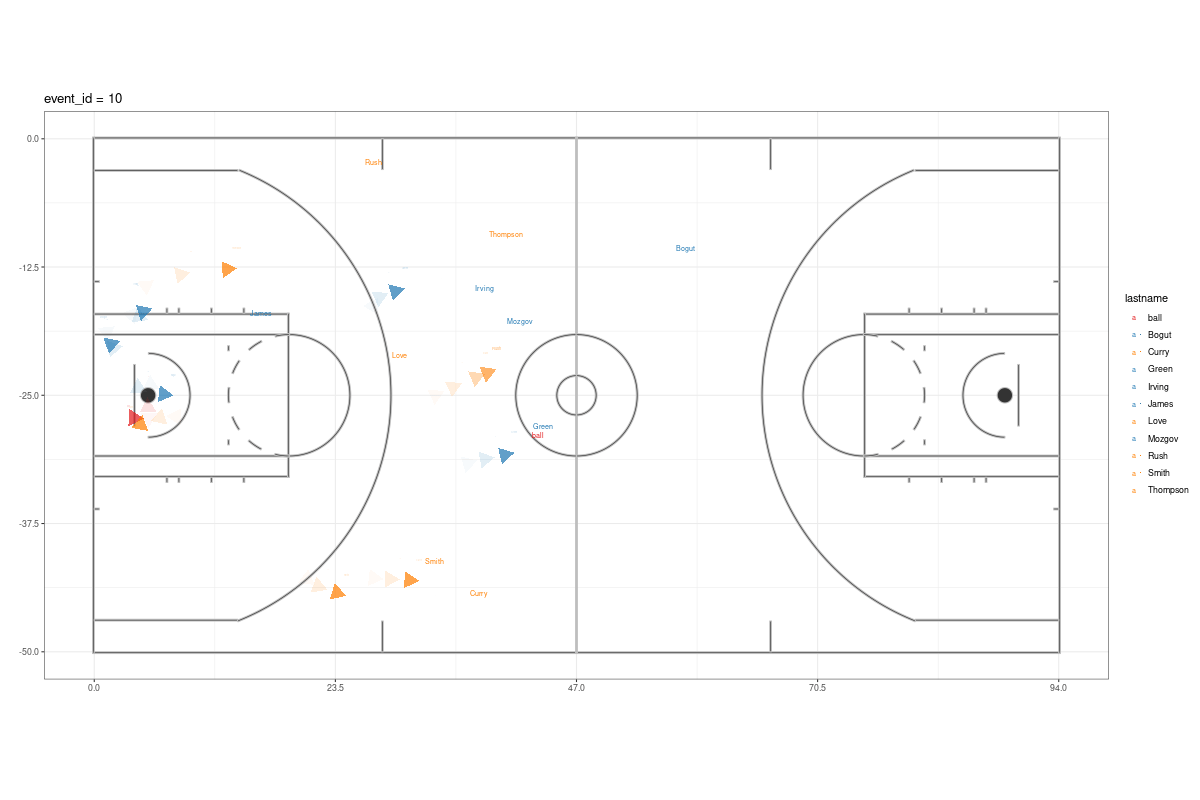 event_id = 10
0.0
-12.5
-25.0
-37.5
-50.0
Rush
Thompson
Bogut
Irving
James
Mozgov
Love
Green
ball
Smith
Curry
0.0 23.5 47.0 70.5 94.0
lastname
a ball
a Bogut
a Curry
a Green
a Irving
a James
a Love
a Mozgov
a Rush
a Smith
a Thompson